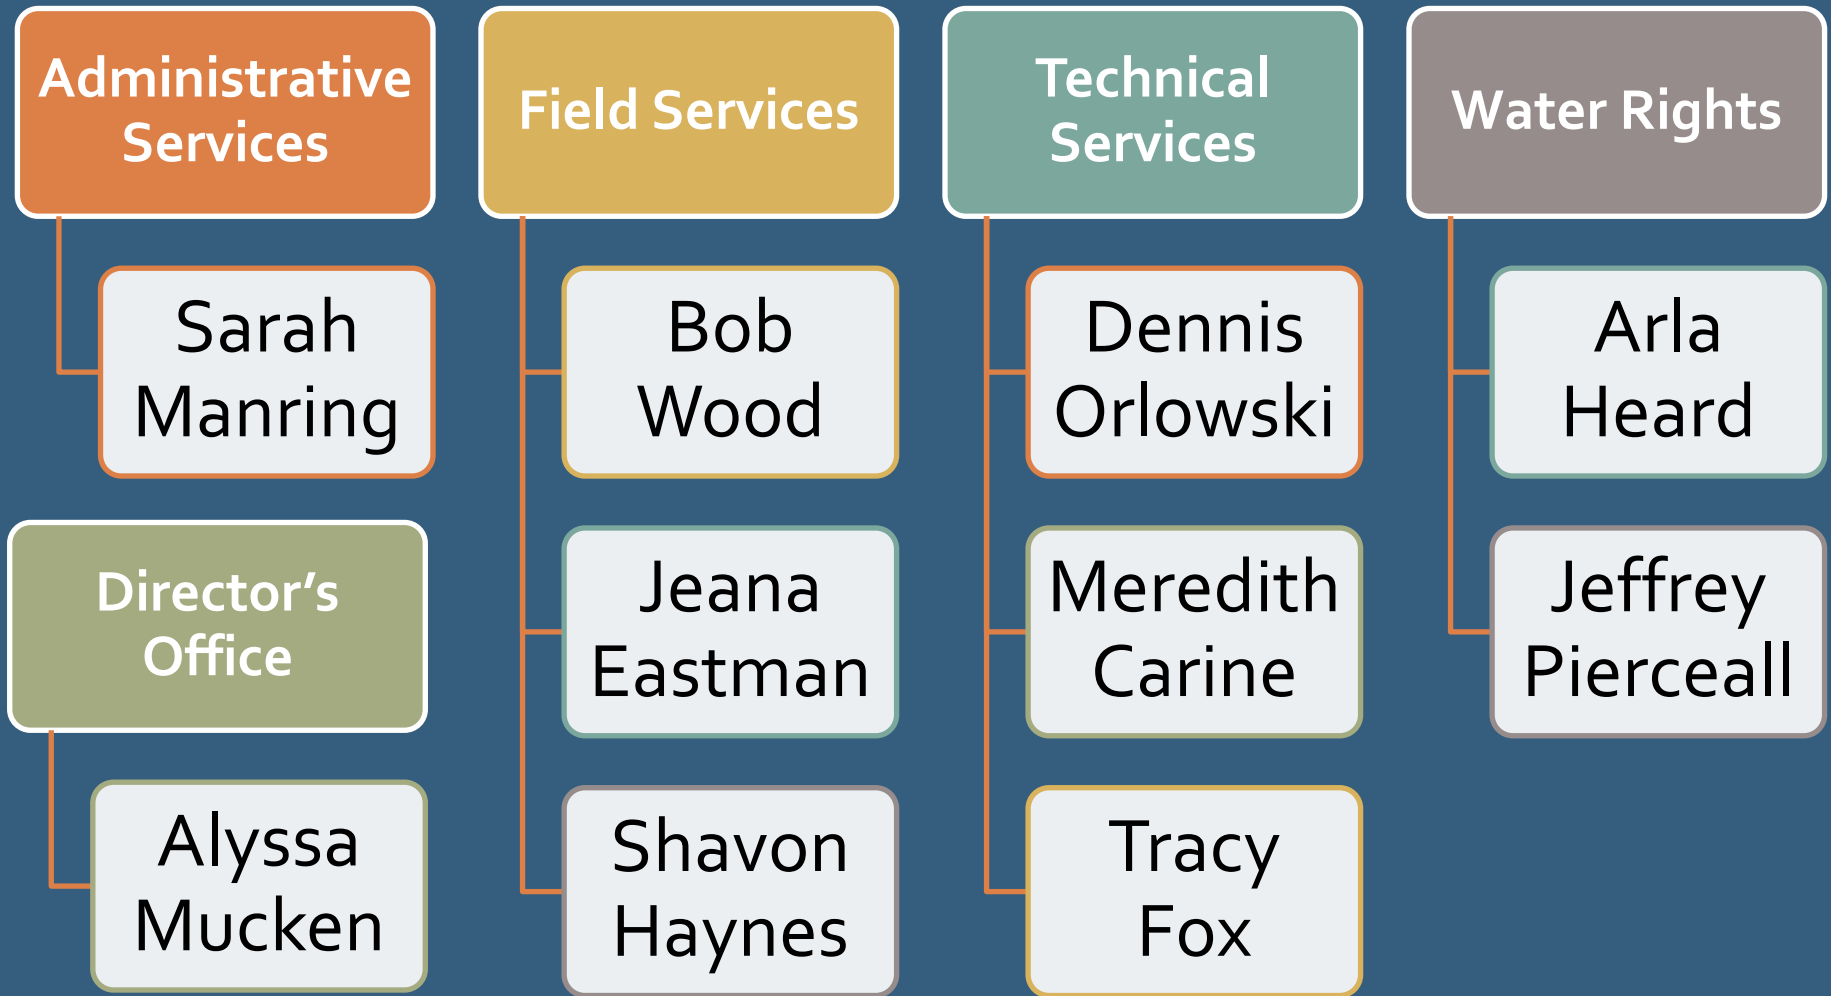 Administrative
Services
Sarah
Manring
Director’s
Office
Alyssa
Mucken
Field Services
Bob
Wood
Jeana
Eastman
Shavon
Haynes
Technical
Services
Dennis
Orlowski
Meredith
Carine
Tracy
Fox
Water Rights
Arla
Heard
Jeffrey
Pierceall